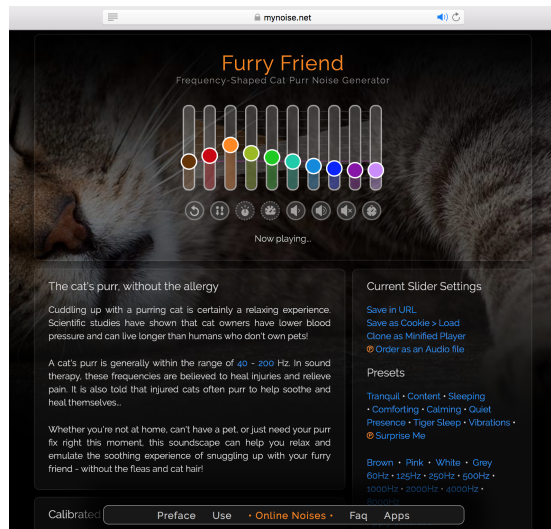 mynoise.net
Furry Friend
Frequency-Shaped Cat Purr Noise Generator
Now playing...
The cat's purr, without the allergy
Cuddling up with a purring cat is certainly a relaxing experience.
Scientific studies have shown that cat owners have lower blood
pressure and can live longer than humans who don't own pets!
A cat's purr is generally within the range of 40 - 200 Hz. In sound
therapy, these frequencies are believed to heal injuries and relieve
pain. It is also told that injured cats often purr to help soothe and
heal themselves...
Whether you're not at home, can't have a pet, or just need your purr
fix right this moment, this soundscape can help you relax and
emulate the soothing experience of snuggling up with your furry
friend - without the fleas and cat hair!
Current Slider Settings
Save in URL
Save as Cookie > Load
Clone as Minified Player
℗ Order as an Audio file
Presets
Tranquil • Content • Sleeping
• Comforting • Calming • Quiet
Presence • Tiger Sleep • Vibrations •
℗ Surprise Me
Brown • Pink • White • Grey
60Hz • 125Hz • 250Hz • 500Hz •
1000Hz • 2000Hz • 4000Hz •
8000Hz
Calibrated
Preface Use • Online Noises • Faq Apps